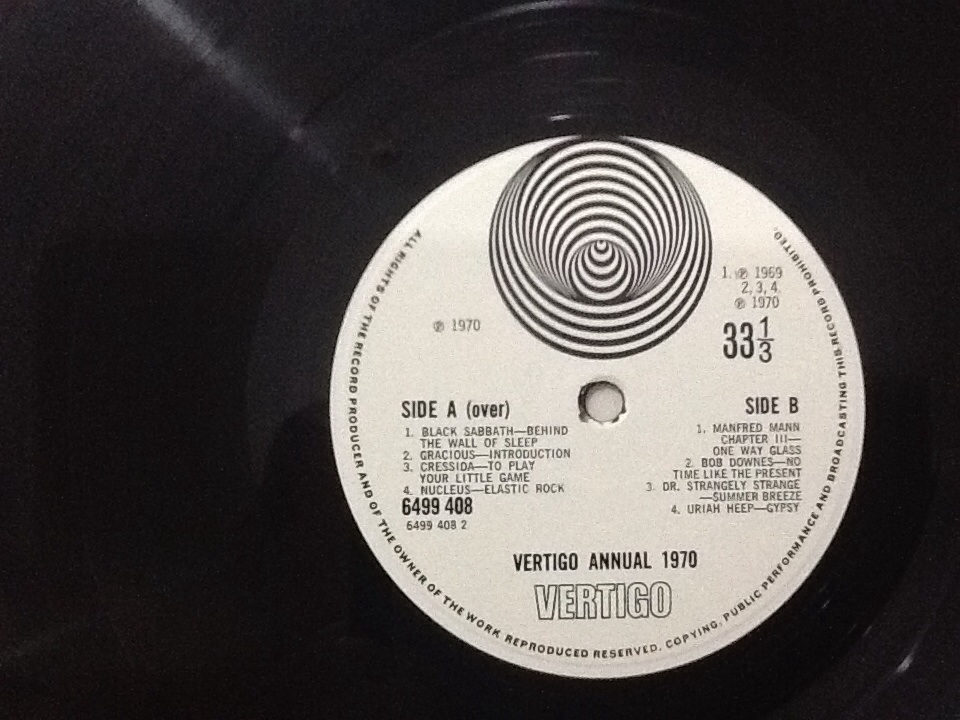 ALL RIGHTS OF THE RECORD PRODUCER AND OF THE OWNER OF THE WORK REPRODUCED RESERVED. COPYING, PUBLIC PERFORMANCE AND BROADCASTING THIS RECORD PROHIBITED.
℗ 1970
1. ℗ 1969
2, 3, 4.
℗ 1970
33 1/3
SIDE A (over)
1. BLACK SABBATH—BEHIND
THE WALL OF SLEEP
2. GRACIOUS—INTRODUCTION
3. CRESSIDA—TO PLAY
YOUR LITTLE GAME
4. NUCLEUS—ELASTIC ROCK
6499 408
6499 408 2
SIDE B
1. MANFRED MANN
CHAPTER III—
ONE WAY GLASS
2. BOB DOWNES—NO
TIME LIKE THE PRESENT
3. DR. STRANGELY STRANGE
—SUMMER BREEZE
4. URIAH HEEP—GYPSY
VERTIGO ANNUAL 1970
VERTIGO